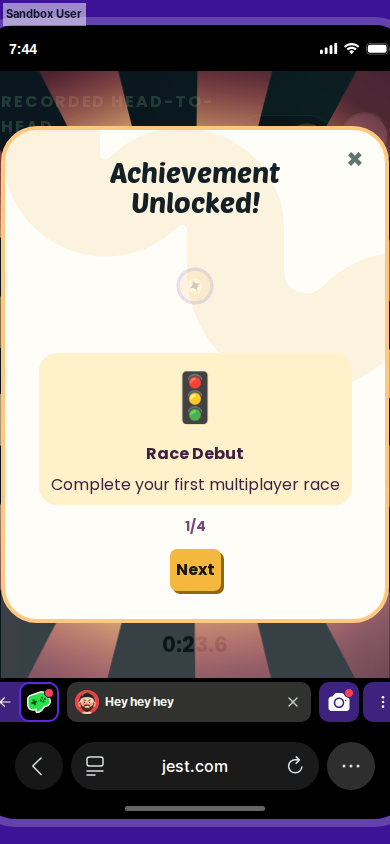 Sandbox User
7:44
RECORDED HEAD-TO-
HEAD
Achievement
Unlocked!
Race Debut
Complete your first multiplayer race
1/4
Next
0:23.6
Hey hey hey
jest.com